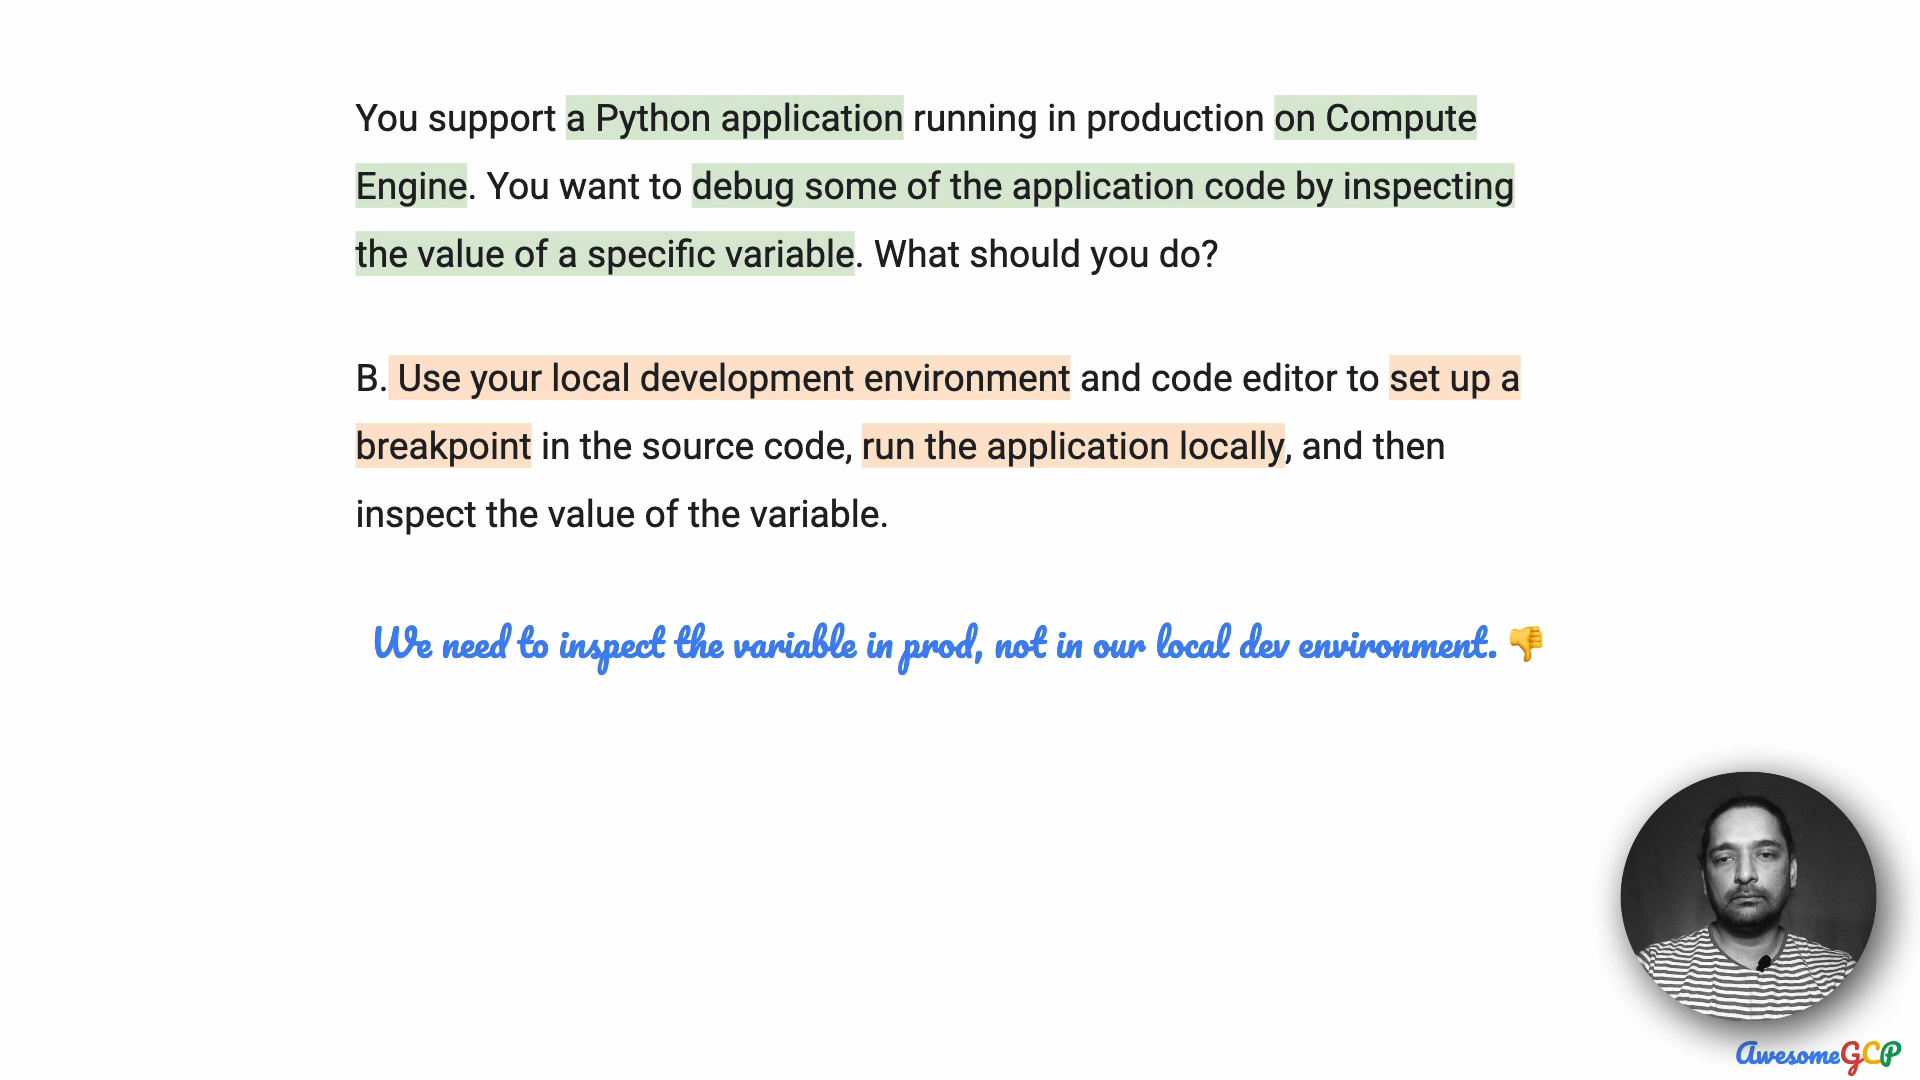 You support a Python application running in production on Compute
Engine. You want to debug some of the application code by inspecting
the value of a specific variable. What should you do?
B. Use your local development environment and code editor to set up a
breakpoint in the source code, run the application locally, and then
inspect the value of the variable.
We need to inspect the variable in prod, not in our local dev environment. 👎
AwesomeGCP